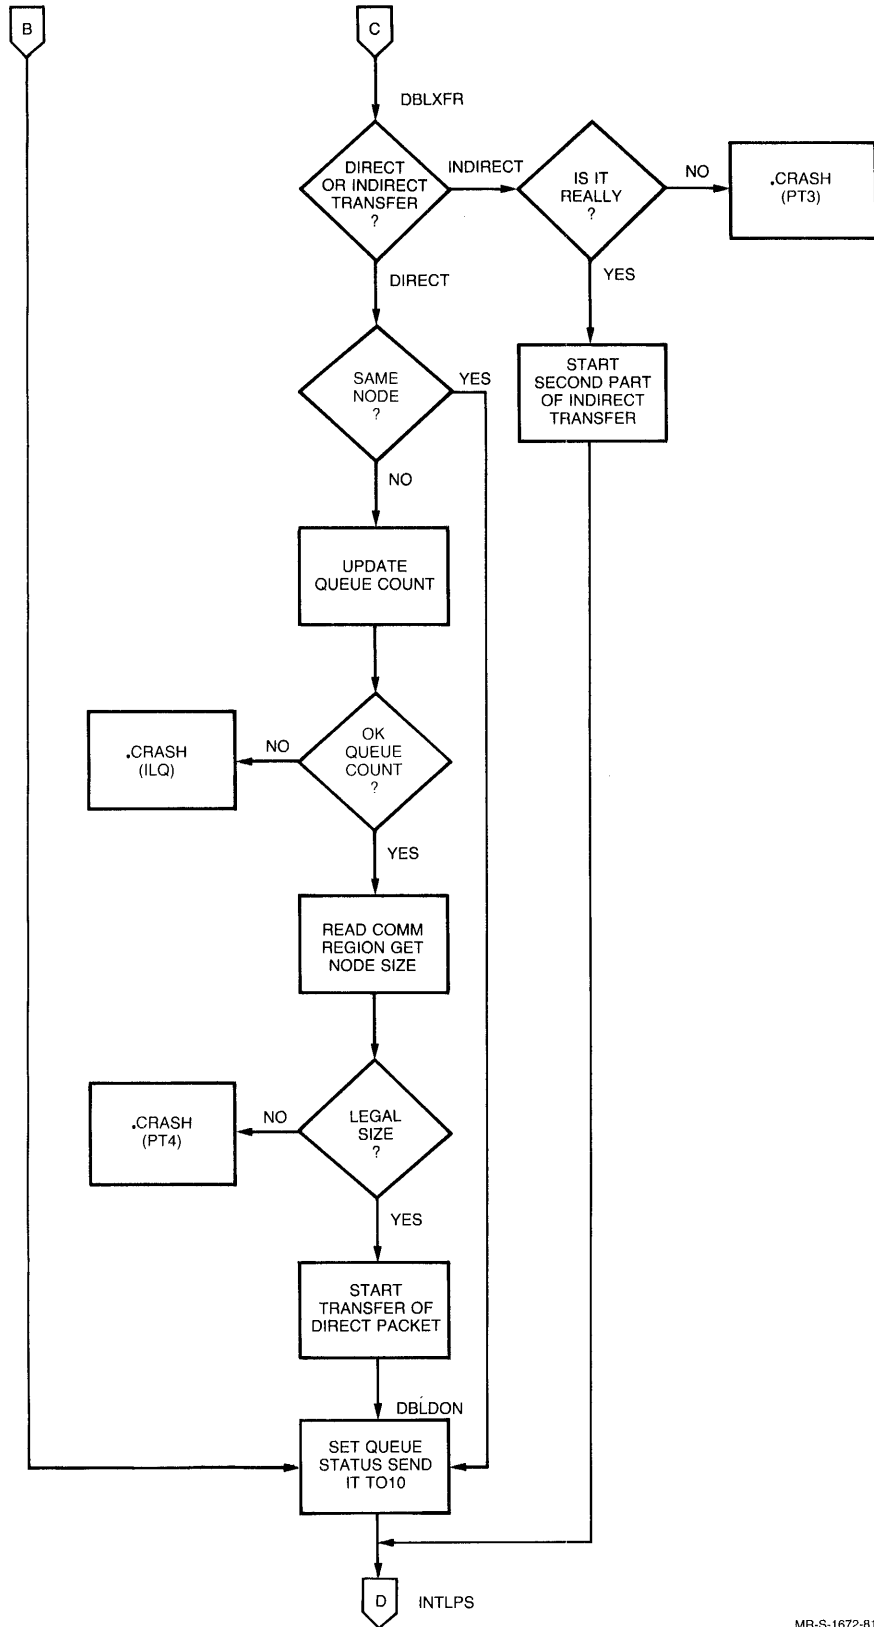 B
C
DBLXFR
DIRECT
OR INDIRECT
TRANSFER
?
INDIRECT
IS IT
REALLY
?
NO
.CRASH
(PT3)
DIRECT
YES
SAME
NODE
?
YES
START
SECOND PART
OF INDIRECT
TRANSFER
NO
UPDATE
QUEUE COUNT
OK
QUEUE
COUNT
?
NO
.CRASH
(ILQ)
YES
READ COMM
REGION GET
NODE SIZE
LEGAL
SIZE
?
NO
.CRASH
(PT4)
YES
START
TRANSFER OF
DIRECT PACKET
DBLDON
SET QUEUE
STATUS SEND
IT TO10
D
INTLPS
MR-S-1672-81